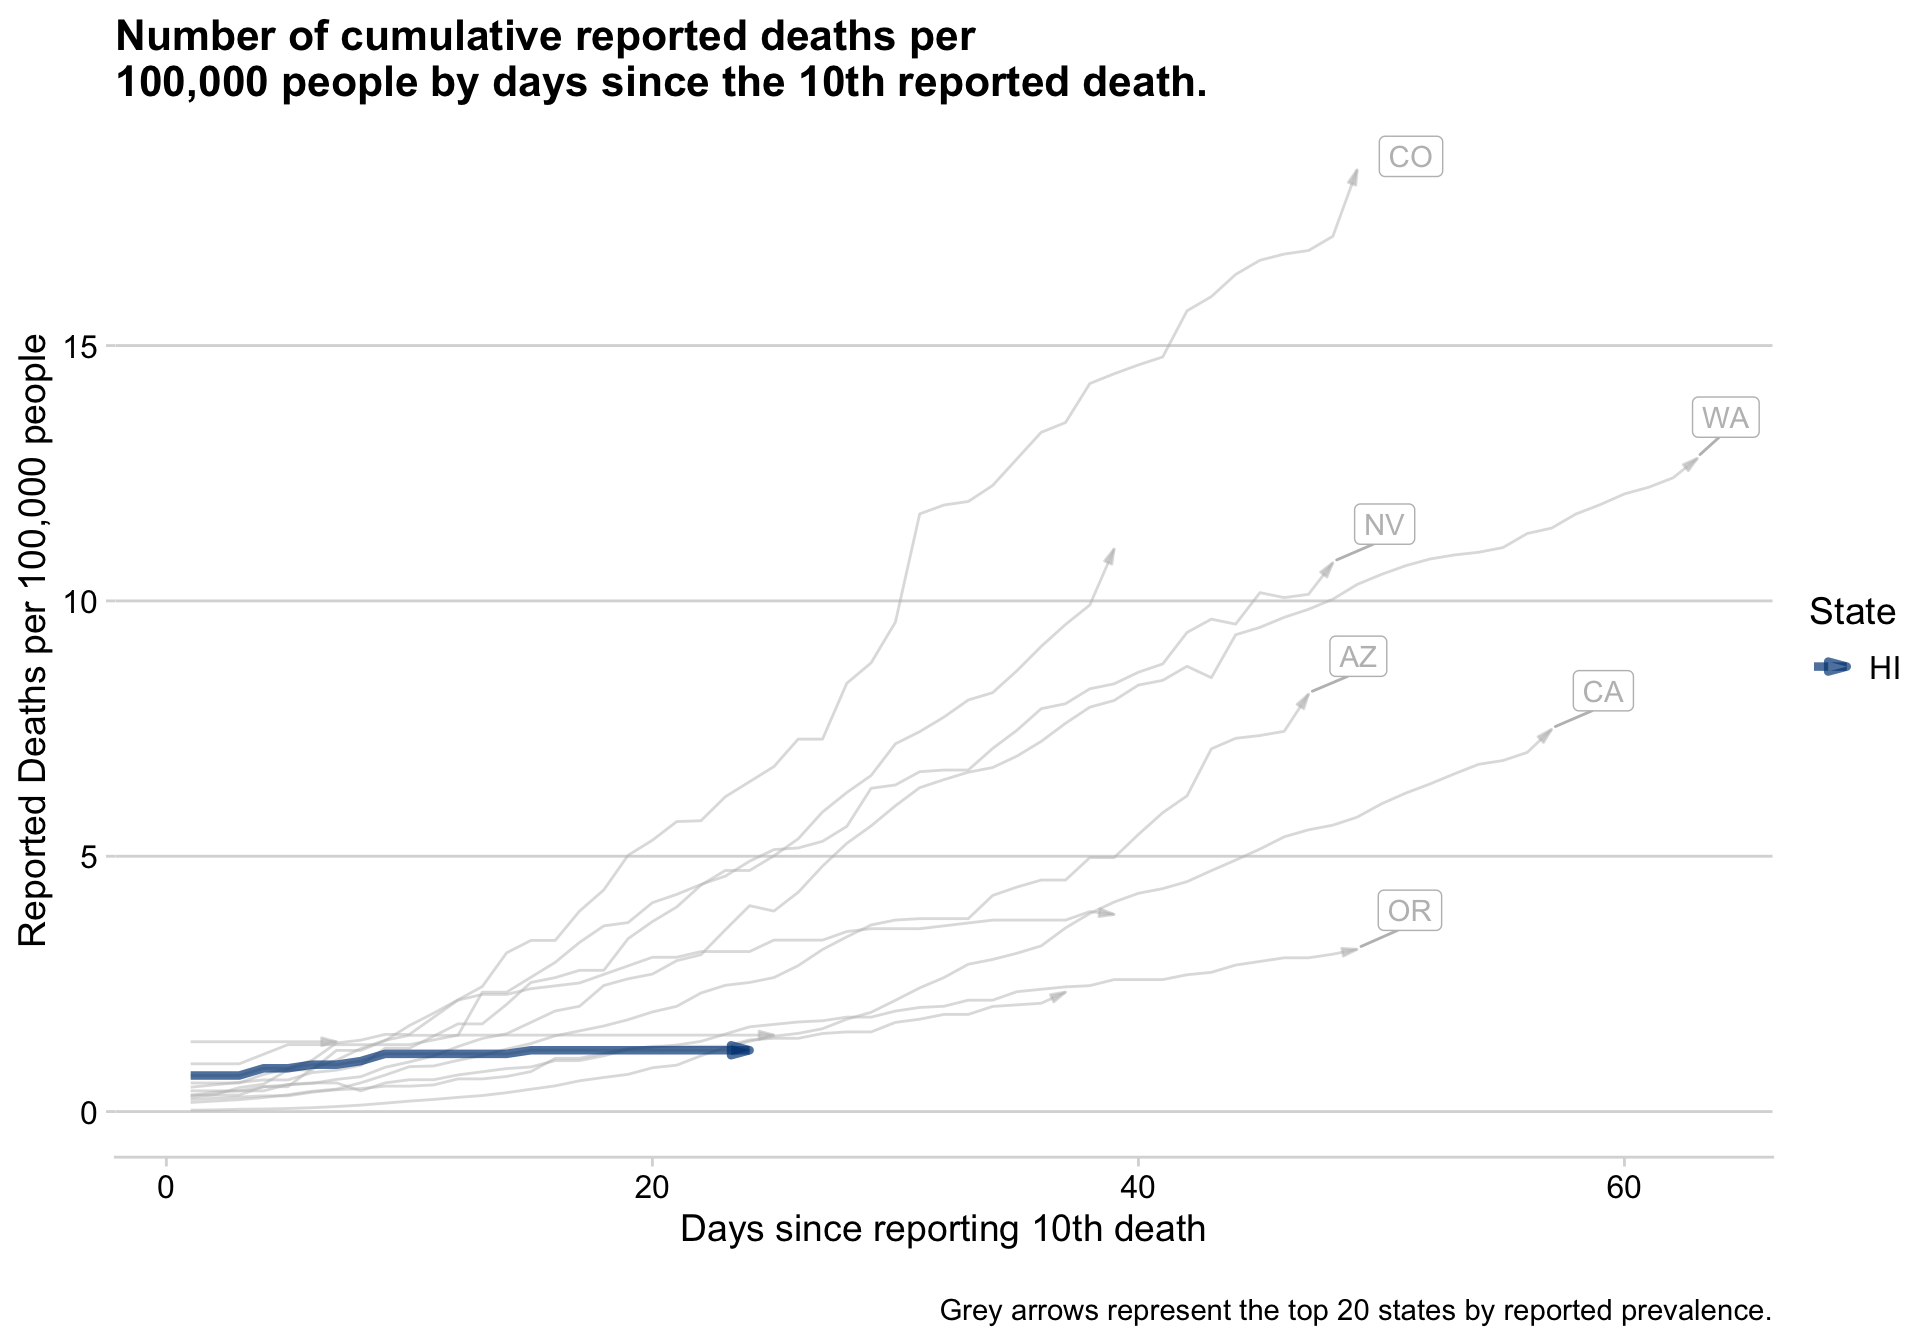 Number of cumulative reported deaths per
100,000 people by days since the 10th reported death.
Reported Deaths per 100,000 people
15
10
5
0
CO
WA
NV
AZ
CA
OR
State
HI
0 20 40 60
Days since reporting 10th death
Grey arrows represent the top 20 states by reported prevalence.